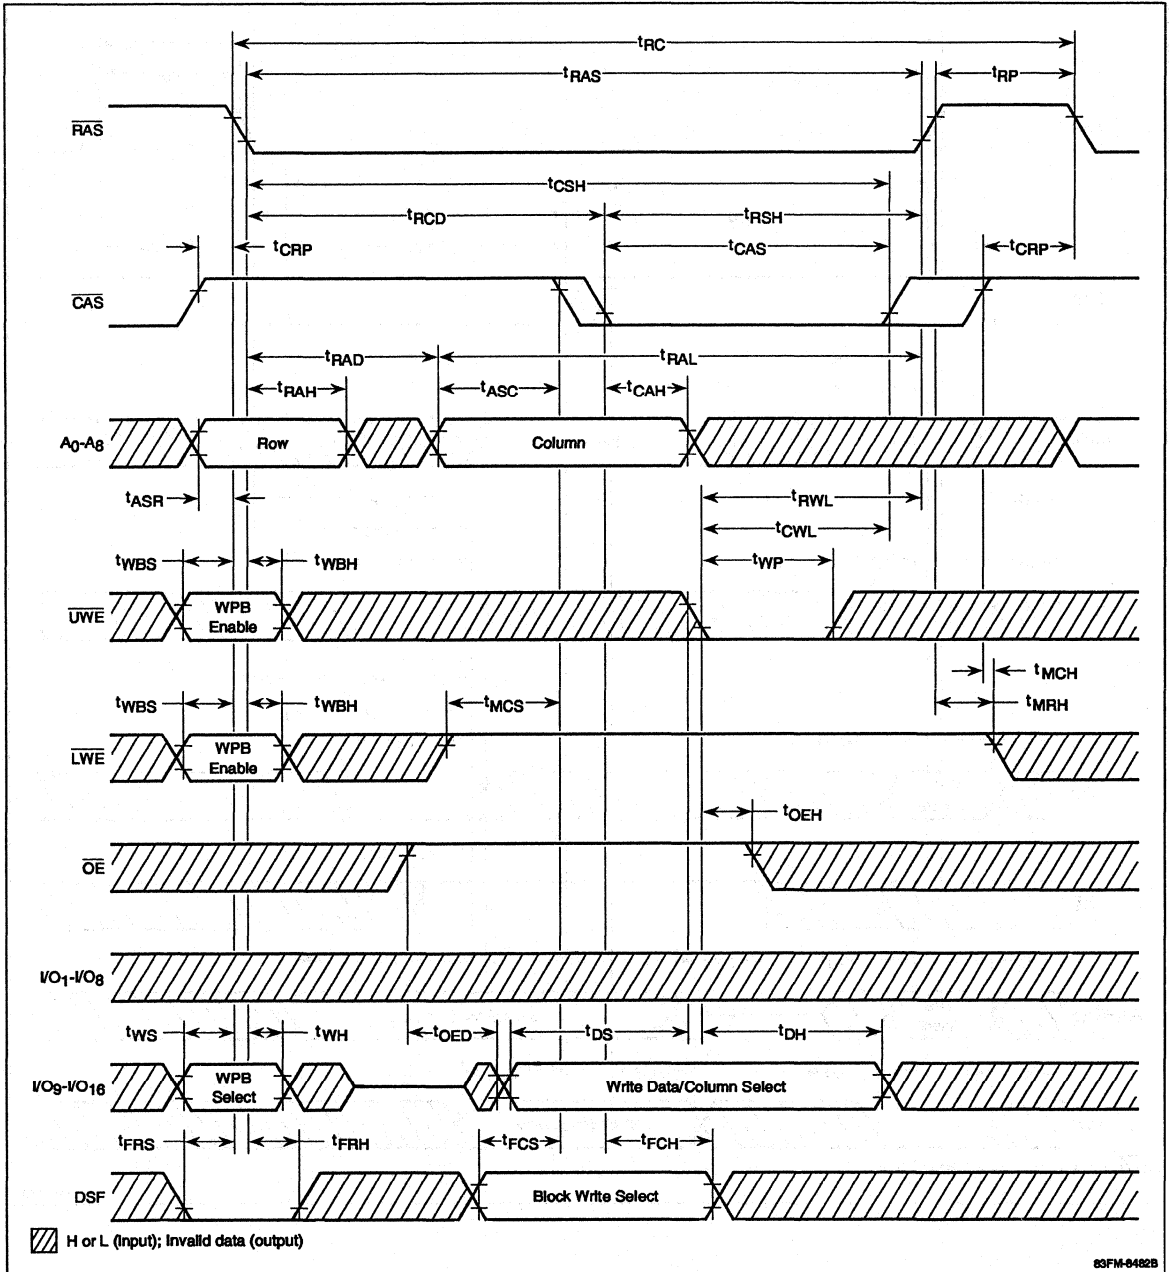 tRC
tRAS
tRP
RAS
tCSH
tRCD
tRSH
tCRP
tCAS
tCRP
CAS
tRAD
tRAL
tRAH
tASC
tCAH
A0-A8
Row
Column
tASR
tRWL
tCWL
tWBS
tWBH
tWP
UWE
WPB
Enable
tMCH
tWBS
tWBH
tMCS
tMRH
LWE
WPB
Enable
tOEH
OE
I/O1-I/O8
tWS
tWH
tOED
tDS
tDH
I/O9-I/O16
WPB
Select
Write Data/Column Select
tFRS
tFRH
tFCS
tFCH
DSF
Block Write Select
H or L (Input); Invalid data (output)
83FM-8482B